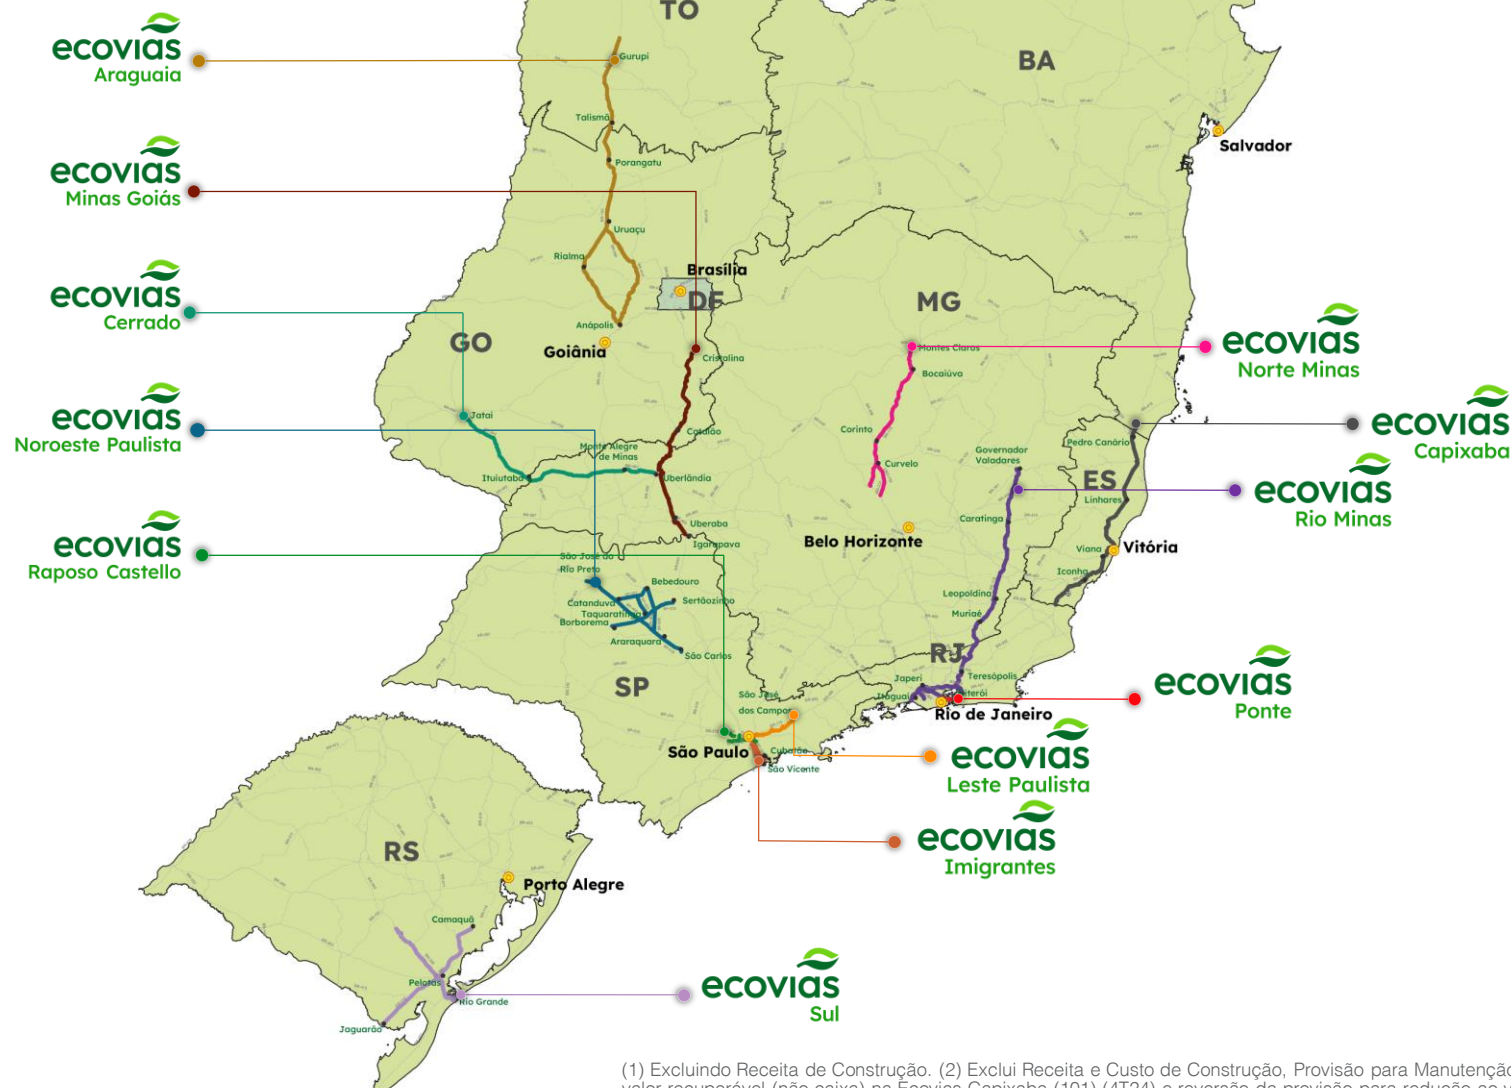 TO
BA
ecovias
Araguaia
Gurupi
Talismã
Porangatu
Salvador
ecovias
Minas Goiás
Uruaçu
Rialma
Brasília
DF
MG
ecovias
Cerrado
Anápolis
GO
Goiânia
Cristalina
Montes Claros
ecovias
Norte Minas
Bocaiúva
ecovias
Noroeste Paulista
Jataí
Catalão
Corinto
Pedro Canário
ecovias
Capixaba
Monte Alegre
de Minas
Ituiutaba
Uberlândia
Curvelo
Governador
Valadares
ES
Linhares
ecovias
Rio Minas
Uberaba
Igarapava
Caratinga
Belo Horizonte
Viana
Vitória
Iconha
ecovias
Raposo Castello
São José do
Rio Preto
Bebedouro
Catanduva
Sertãozinho
Taquaratinga
Borborema
Araraquara
São Carlos
Leopoldina
Muriaé
RJ
SP
São José
dos Campos
Japeri
Teresópolis
Itaguaí
Niterói
Rio de Janeiro
ecovias
Ponte
São Paulo
Cubatão
São Vicente
ecovias
Leste Paulista
ecovias
Imigrantes
RS
Porto Alegre
Camaquã
Pelotas
Rio Grande
Jaguarão
ecovias
Sul
(1) Excluindo Receita de Construção. (2) Exclui Receita e Custo de Construção, Provisão para Manutença